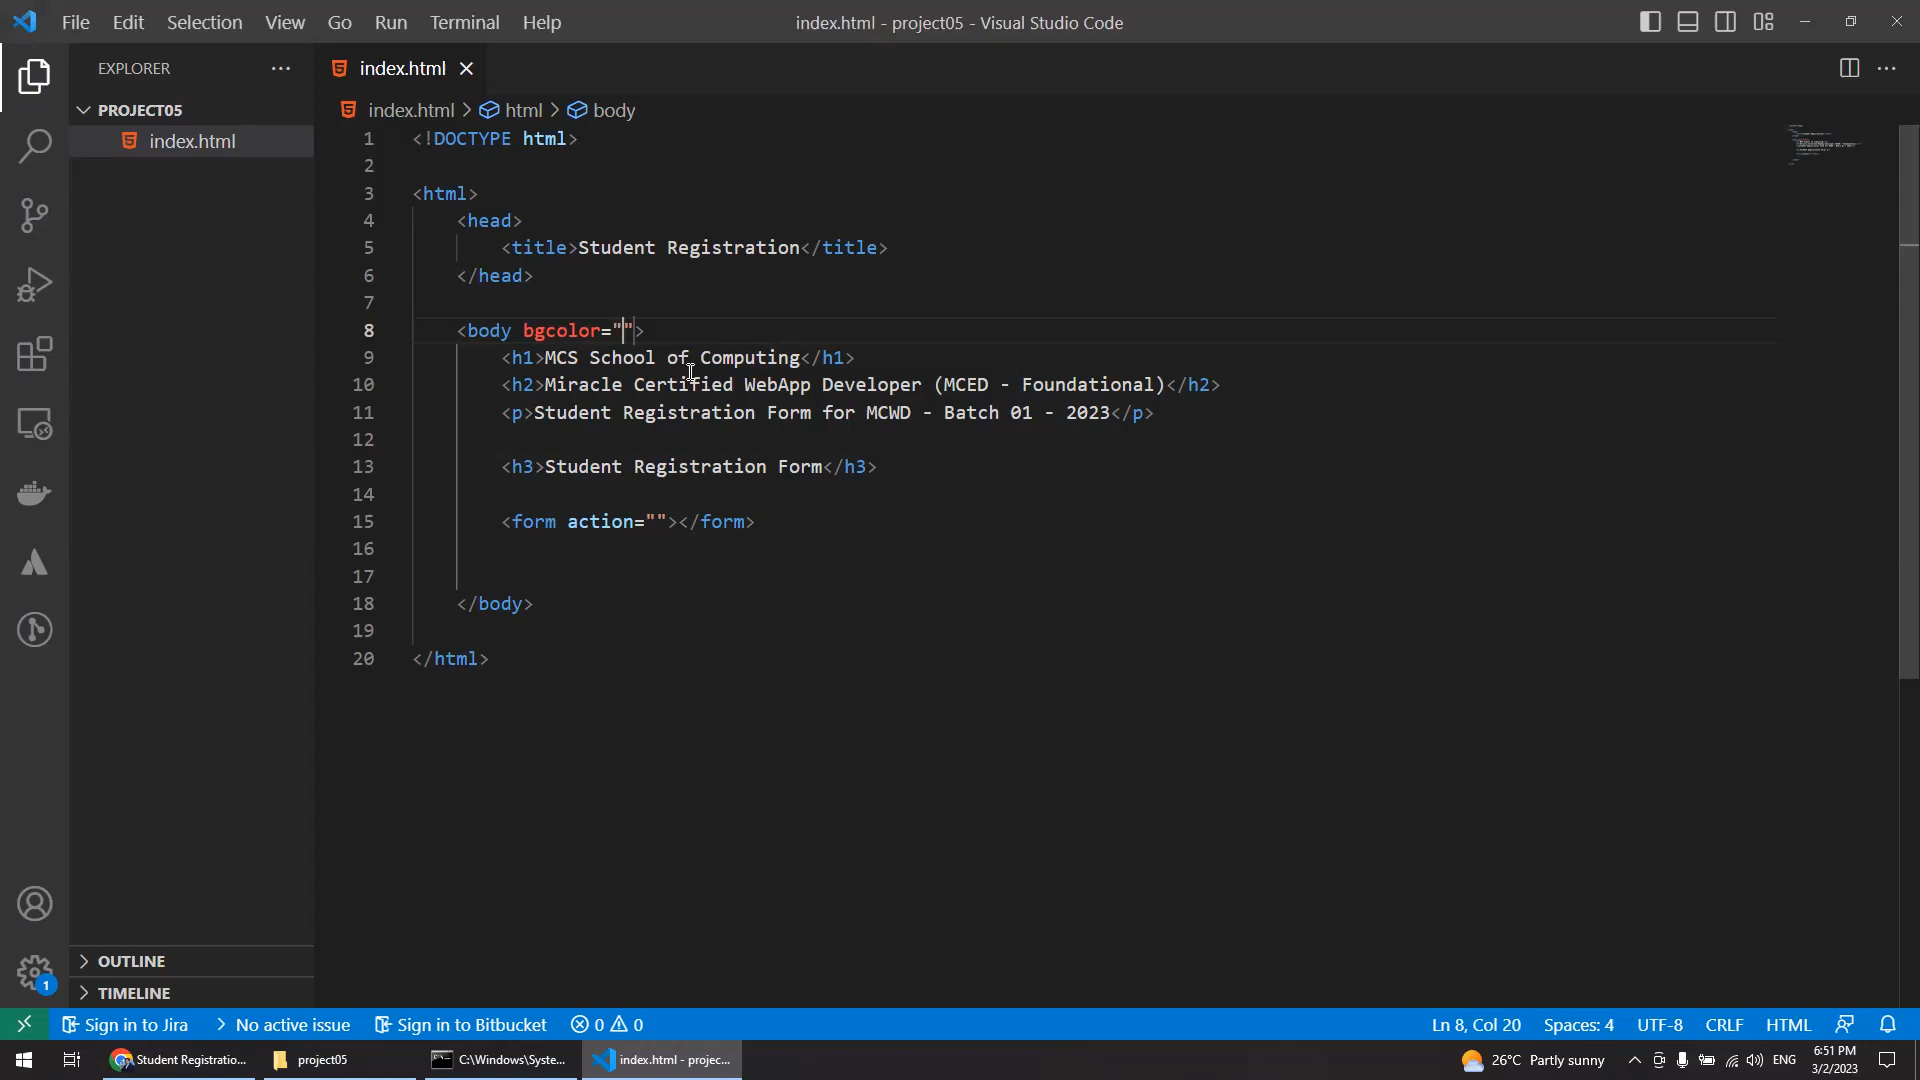 File Edit Selection View Go Run Terminal Help
index.html - project05 - Visual Studio Code
EXPLORER
index.html
PROJECT05
index.html
index.html > html > body
1 <!DOCTYPE html>
2
3 <html>
4 <head>
5 <title>Student Registration</title>
6 </head>
7
8 <body bgcolor="">
9 <h1>MCS School of Computing</h1>
10 <h2>Miracle Certified WebApp Developer (MCED - Foundational)</h2>
11 <p>Student Registration Form for MCWD - Batch 01 - 2023</p>
12
13 <h3>Student Registration Form</h3>
14
15 <form action=""></form>
16
17
18 </body>
19
20 </html>
OUTLINE
TIMELINE
1
Sign in to Jira No active issue Sign in to Bitbucket 0 0
Ln 8, Col 20 Spaces: 4 UTF-8 CRLF HTML
Student Registratio... project05 C:\Windows\Syste... index.html - projec...
26°C Partly sunny ENG
6:51 PM
3/2/2023